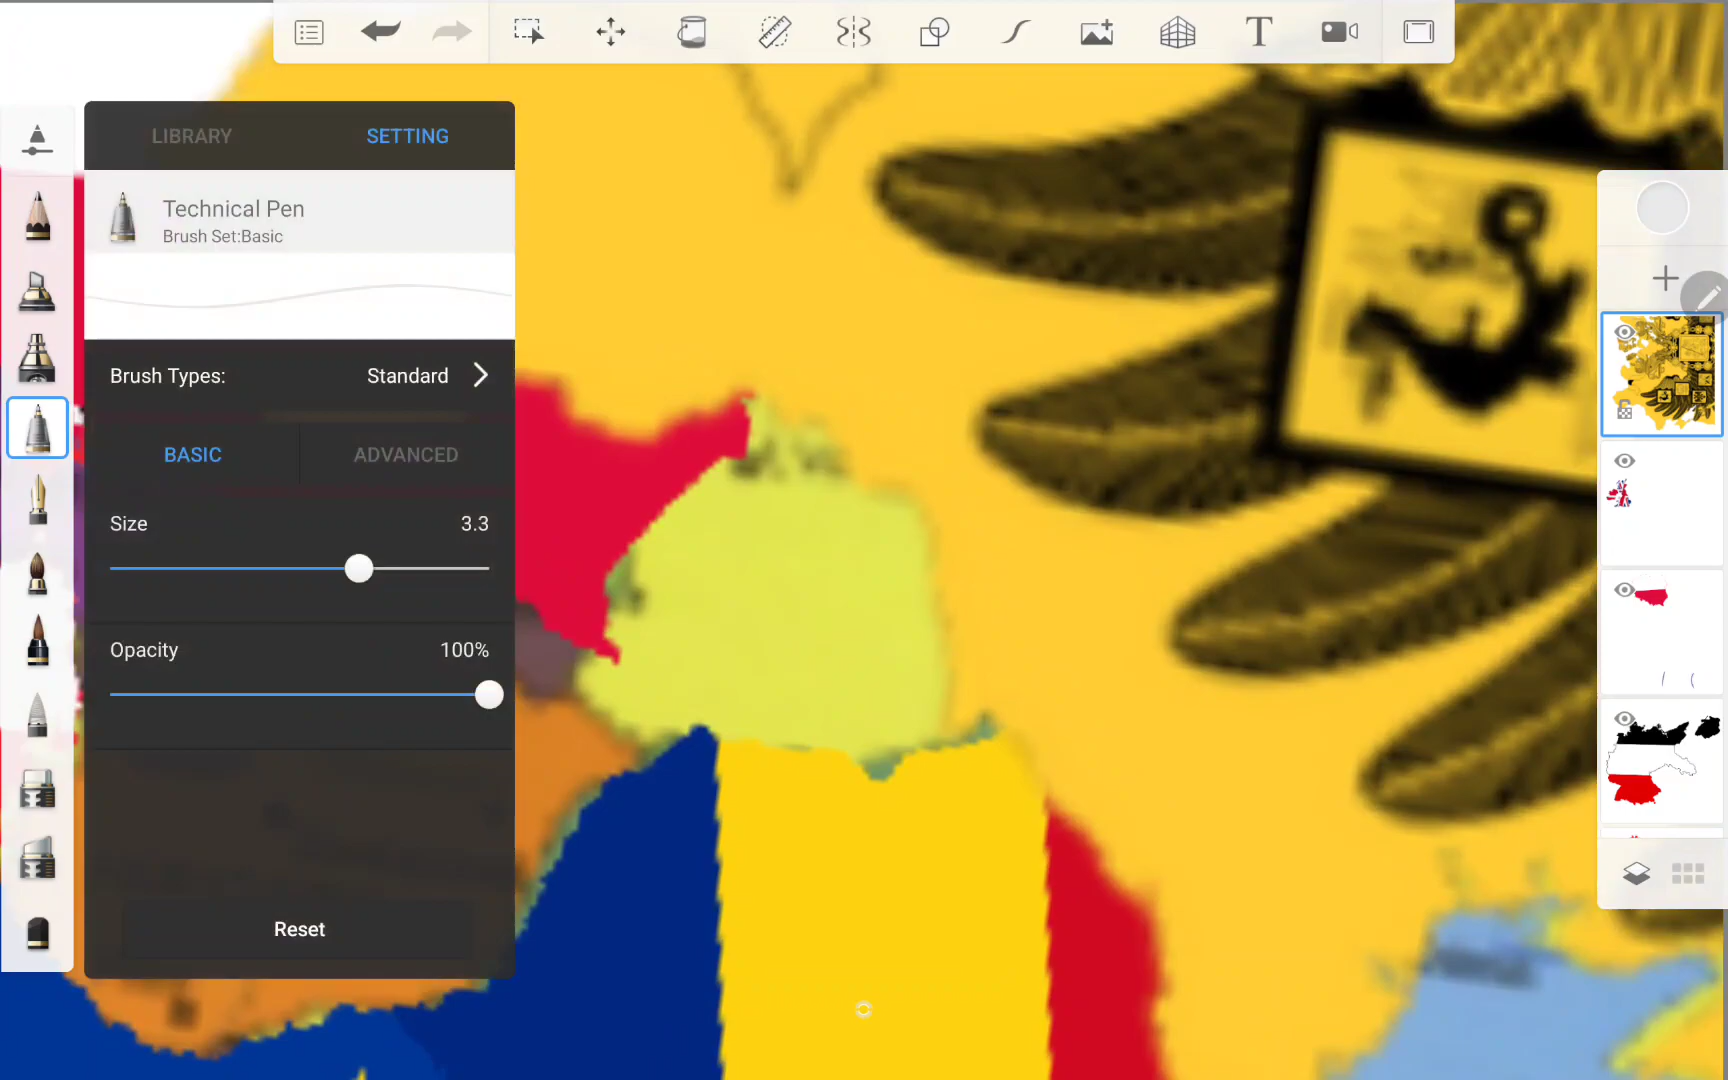 T
LIBRARY
SETTING
Technical Pen
Brush Set:Basic
Brush Types:
Standard
BASIC
ADVANCED
Size
3.3
Opacity
100%
Reset